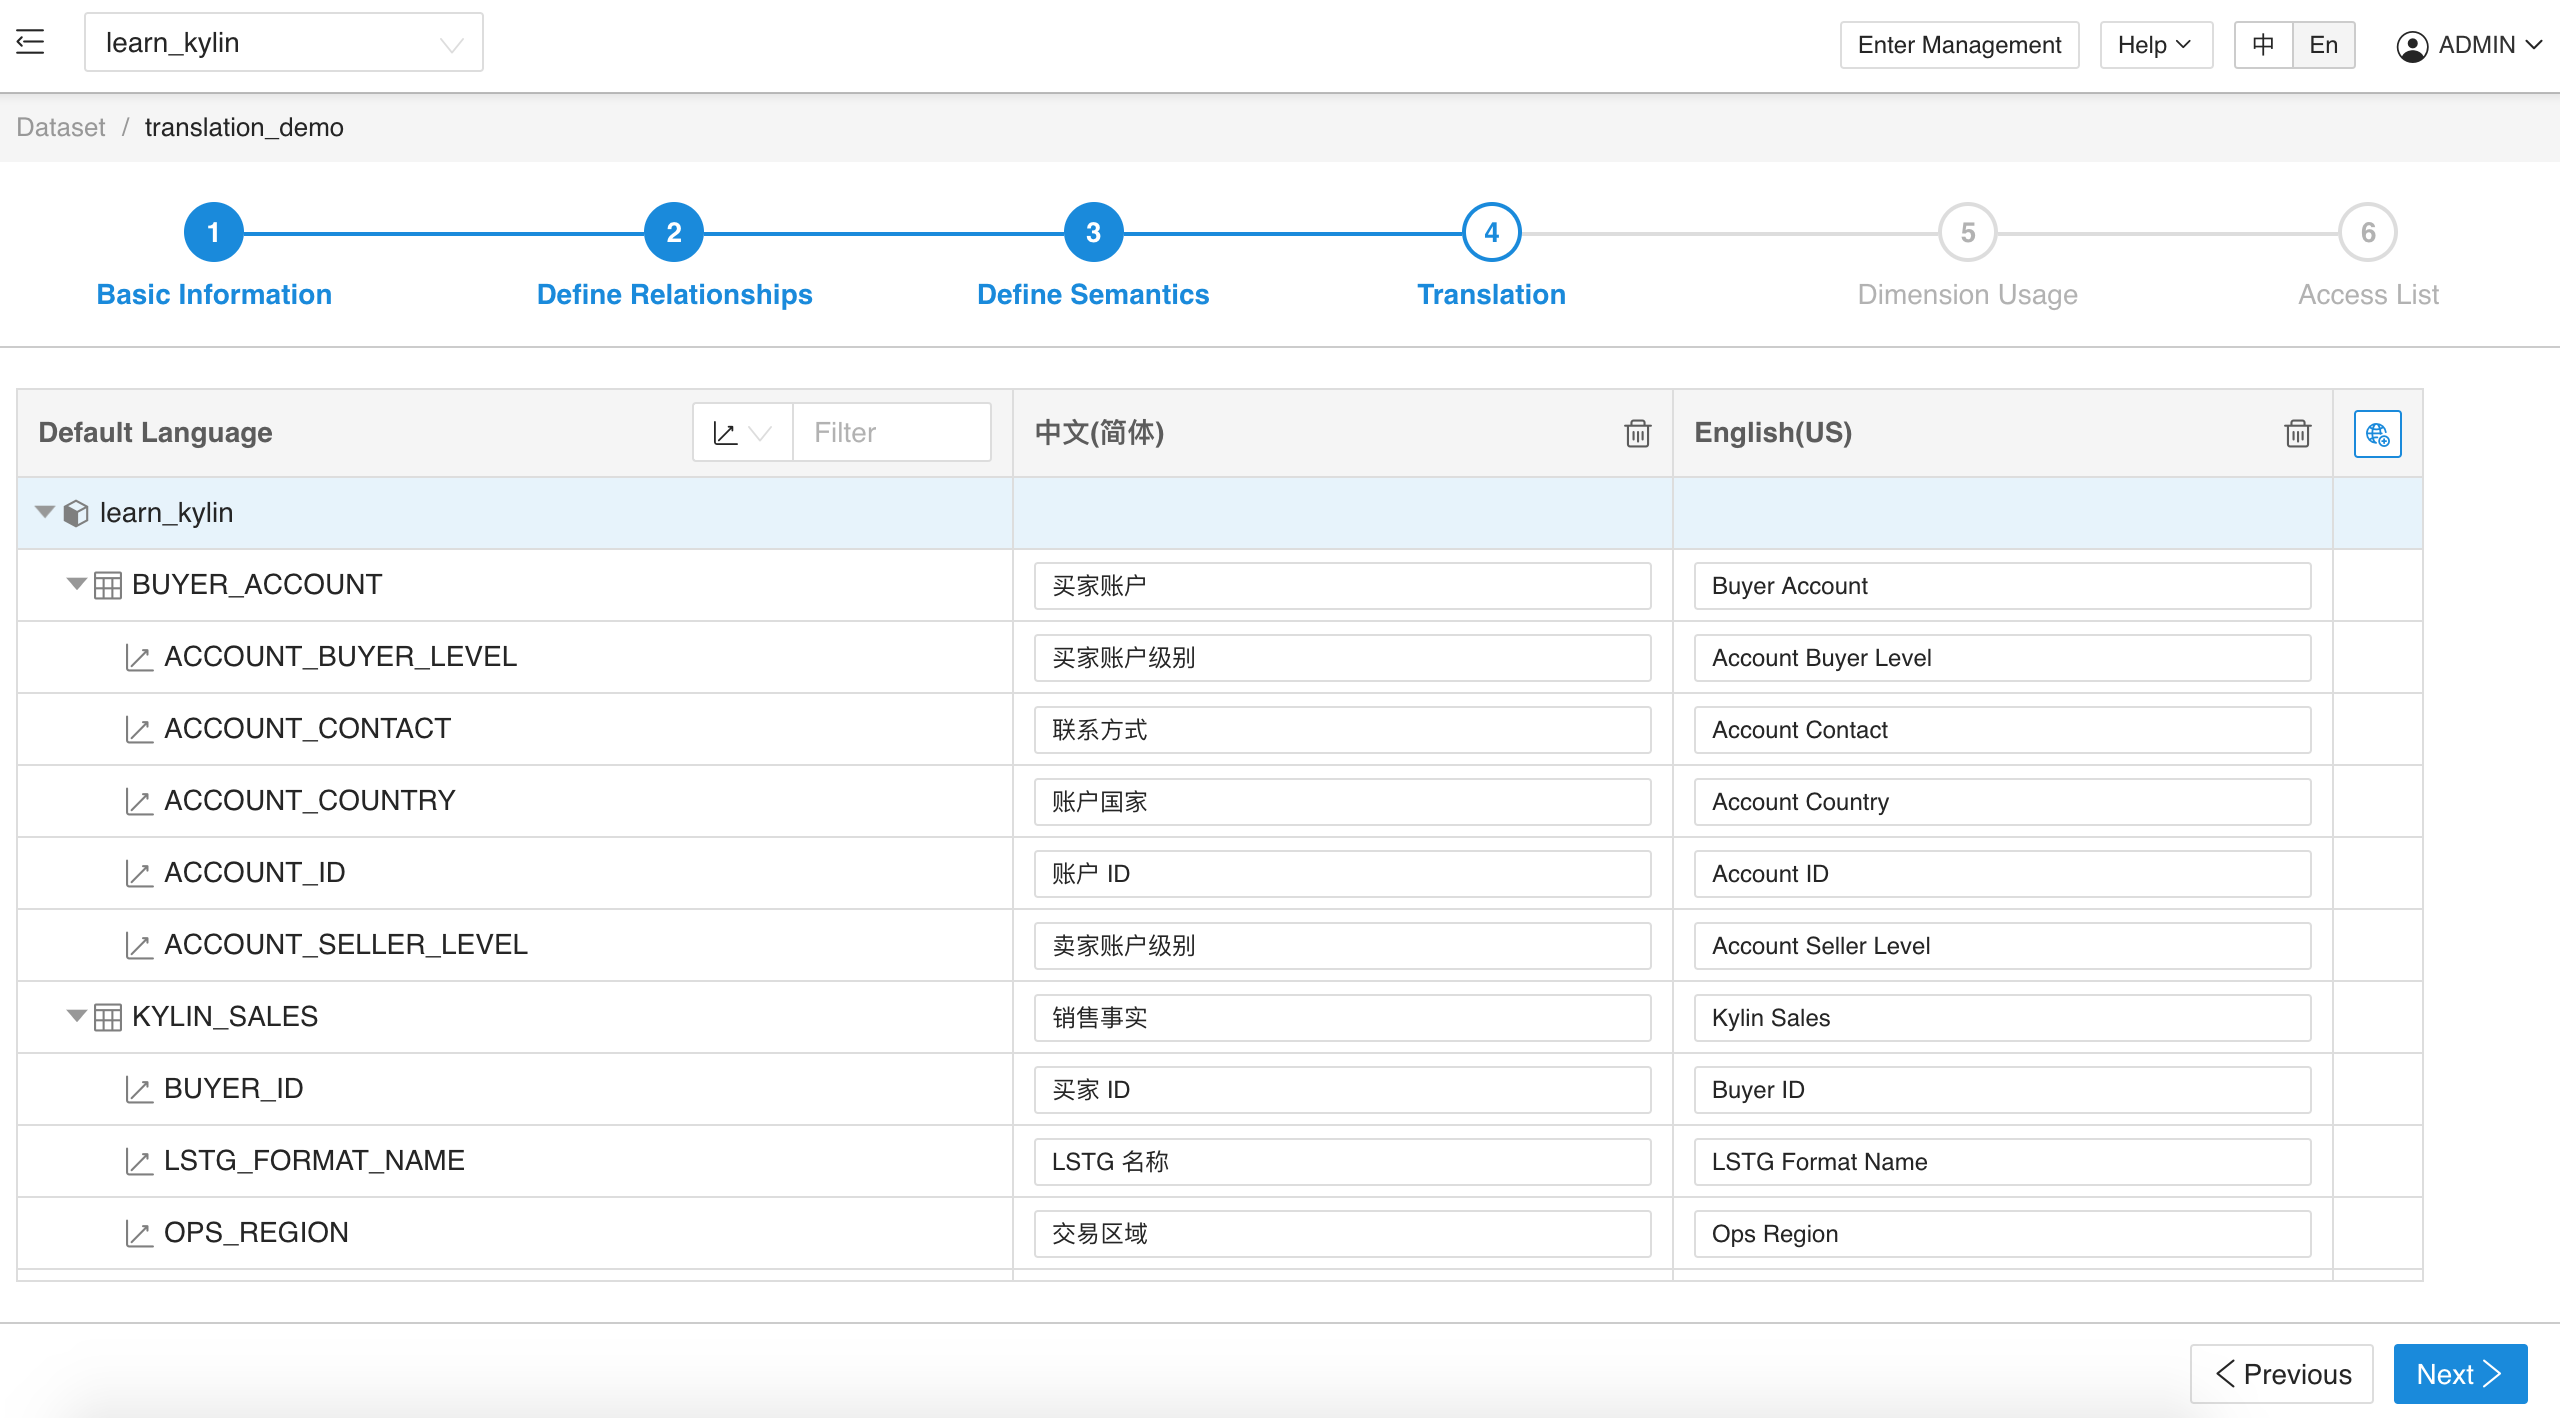 learn_kylin
Enter Management
Help
中
En
ADMIN
Dataset / translation_demo
1
2
3
4
5
6
Basic Information
Define Relationships
Define Semantics
Translation
Dimension Usage
Access List
Default Language
Filter
中文(简体)
English(US)
learn_kylin
BUYER_ACCOUNT
买家账户
Buyer Account
ACCOUNT_BUYER_LEVEL
买家账户级别
Account Buyer Level
ACCOUNT_CONTACT
联系方式
Account Contact
ACCOUNT_COUNTRY
账户国家
Account Country
ACCOUNT_ID
账户 ID
Account ID
ACCOUNT_SELLER_LEVEL
卖家账户级别
Account Seller Level
KYLIN_SALES
销售事实
Kylin Sales
BUYER_ID
买家 ID
Buyer ID
LSTG_FORMAT_NAME
LSTG 名称
LSTG Format Name
OPS_REGION
交易区域
Ops Region
Previous
Next